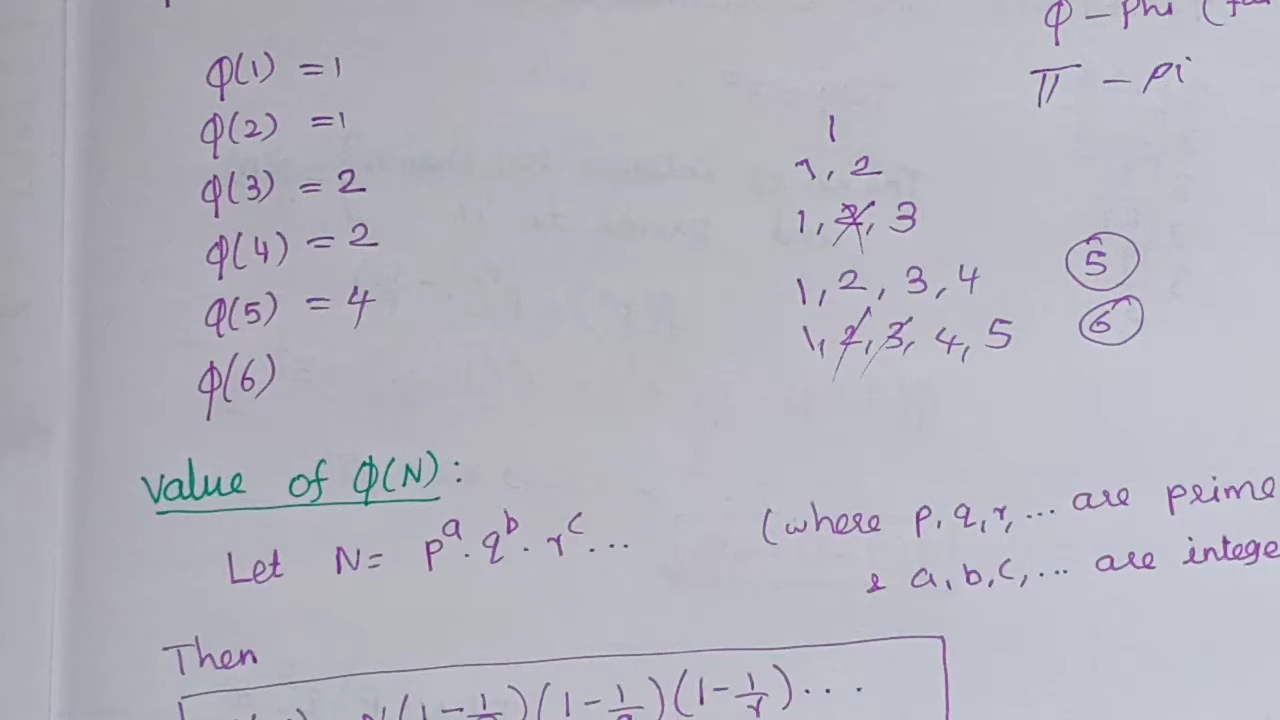 φ - Phi
π - pi
φ(1) = 1
φ(2) = 1
1
φ(3) = 2
1, 2
φ(4) = 2
1, 2, 3
φ(5) = 4
1, 2, 3, 4 5
φ(6)
1, 2, 3, 4, 5 6
Value of φ(N):
Let N = p^a . q^b . r^c ...
(where p, q, r, ... are prime
& a, b, c, ... are intege
Then
N(1 - 1/p)(1 - 1/q)(1 - 1/r) ...